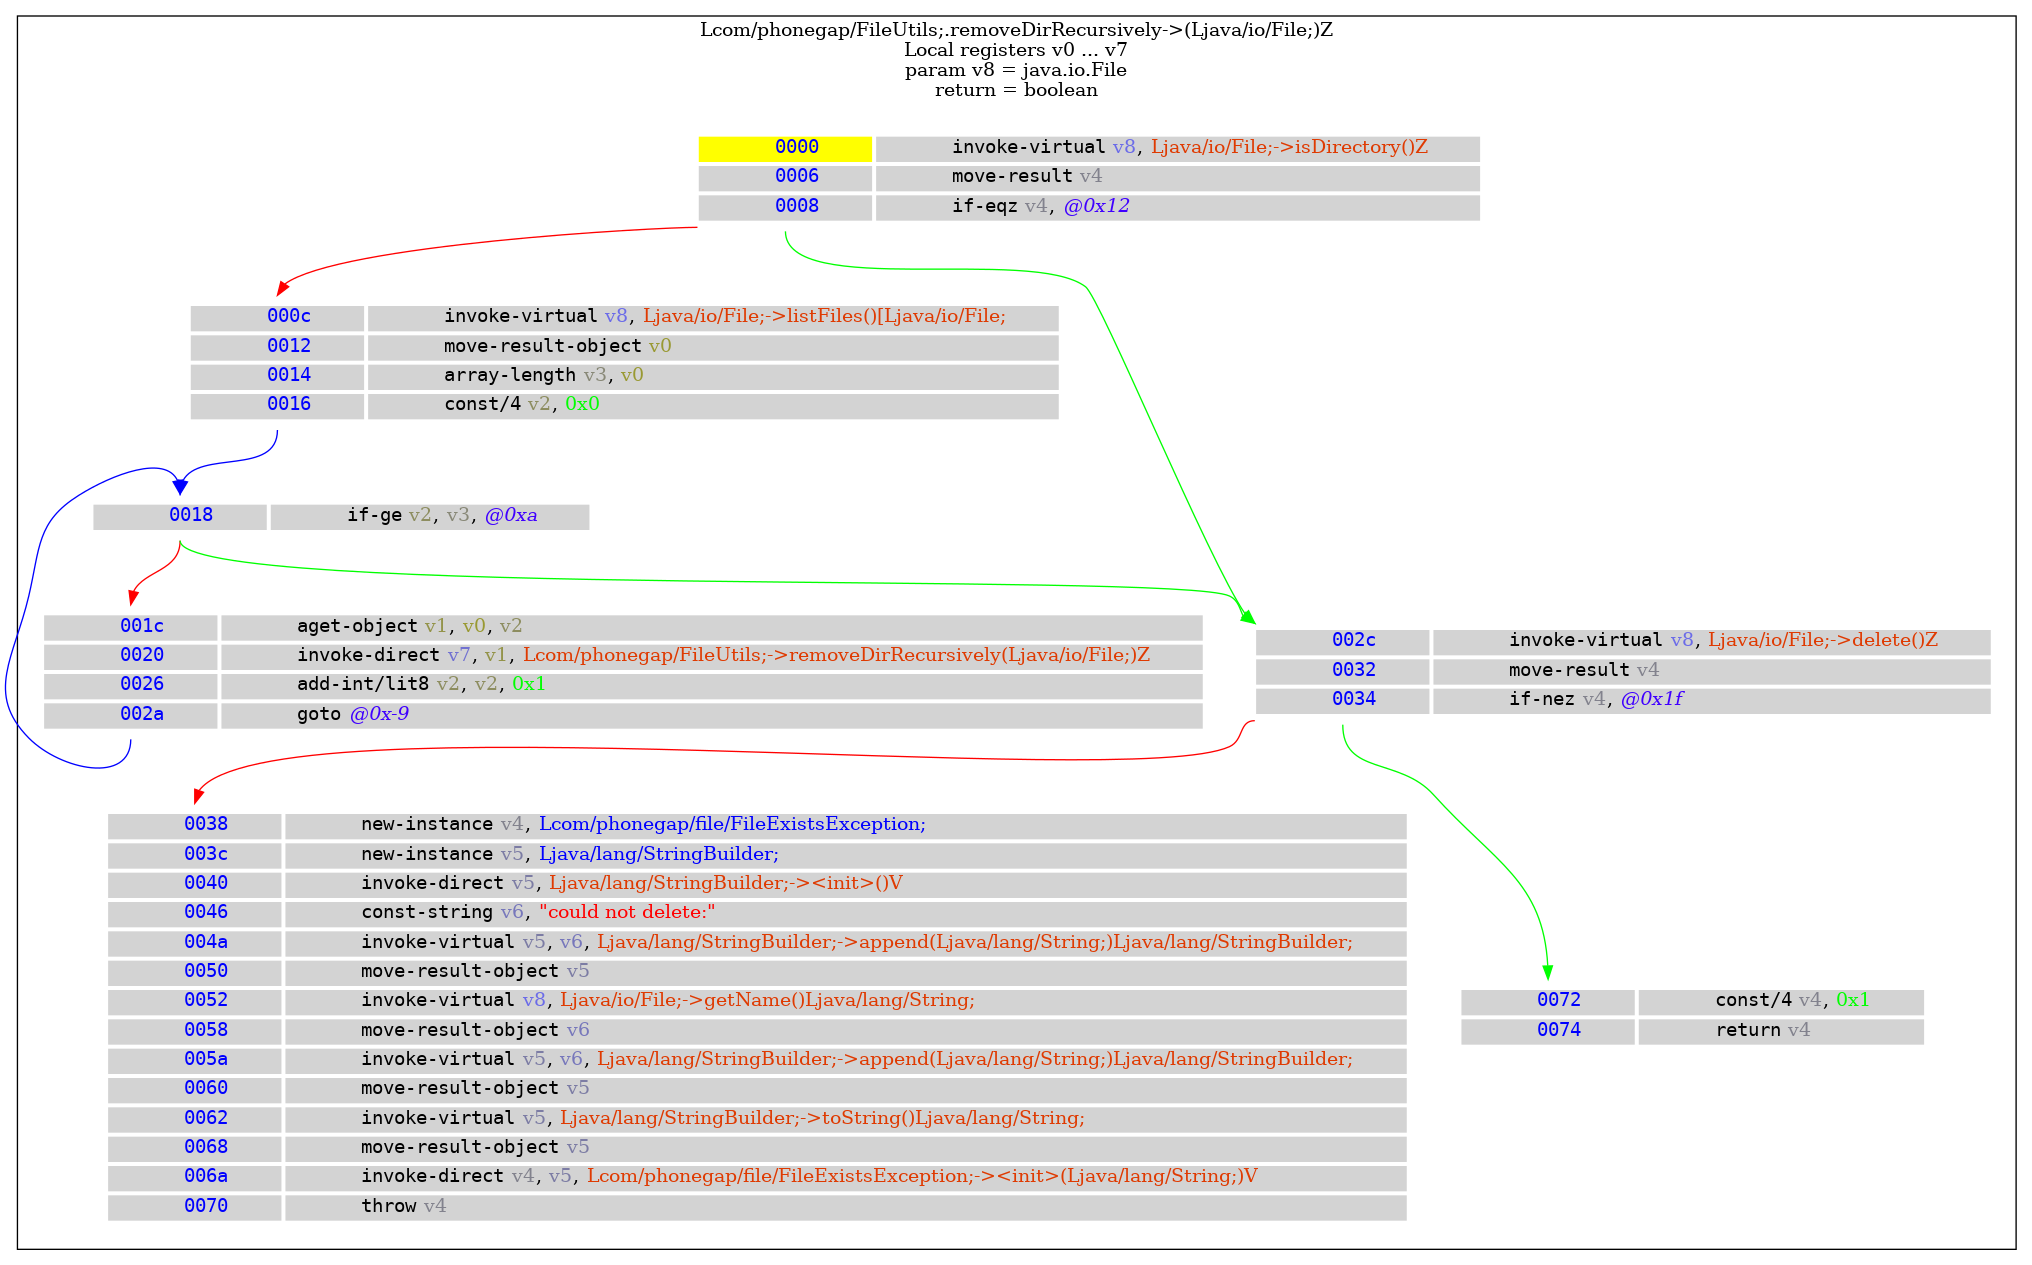 Lcom/phonegap/FileUtils;.removeDirRecursively->(Ljava/io/File;)Z
Local registers v0 ... v7
param v8 = java.io.File
return = boolean
0000 invoke-virtual v8, Ljava/io/File;->isDirectory()Z
0006 move-result v4
0008 if-eqz v4, @0x12
000c invoke-virtual v8, Ljava/io/File;->listFiles()[Ljava/io/File;
0012 move-result-object v0
0014 array-length v3, v0
0016 const/4 v2, 0x0
0018 if-ge v2, v3, @0xa
001c aget-object v1, v0, v2
0020 invoke-direct v7, v1, Lcom/phonegap/FileUtils;->removeDirRecursively(Ljava/io/File;)Z
0026 add-int/lit8 v2, v2, 0x1
002a goto @0x-9
002c invoke-virtual v8, Ljava/io/File;->delete()Z
0032 move-result v4
0034 if-nez v4, @0x1f
0038 new-instance v4, Lcom/phonegap/file/FileExistsException;
003c new-instance v5, Ljava/lang/StringBuilder;
0040 invoke-direct v5, Ljava/lang/StringBuilder;-><init>()V
0046 const-string v6, "could not delete:"
004a invoke-virtual v5, v6, Ljava/lang/StringBuilder;->append(Ljava/lang/String;)Ljava/lang/StringBuilder;
0050 move-result-object v5
0052 invoke-virtual v8, Ljava/io/File;->getName()Ljava/lang/String;
0058 move-result-object v6
005a invoke-virtual v5, v6, Ljava/lang/StringBuilder;->append(Ljava/lang/String;)Ljava/lang/StringBuilder;
0060 move-result-object v5
0062 invoke-virtual v5, Ljava/lang/StringBuilder;->toString()Ljava/lang/String;
0068 move-result-object v5
006a invoke-direct v4, v5, Lcom/phonegap/file/FileExistsException;-><init>(Ljava/lang/String;)V
0070 throw v4
0072 const/4 v4, 0x1
0074 return v4